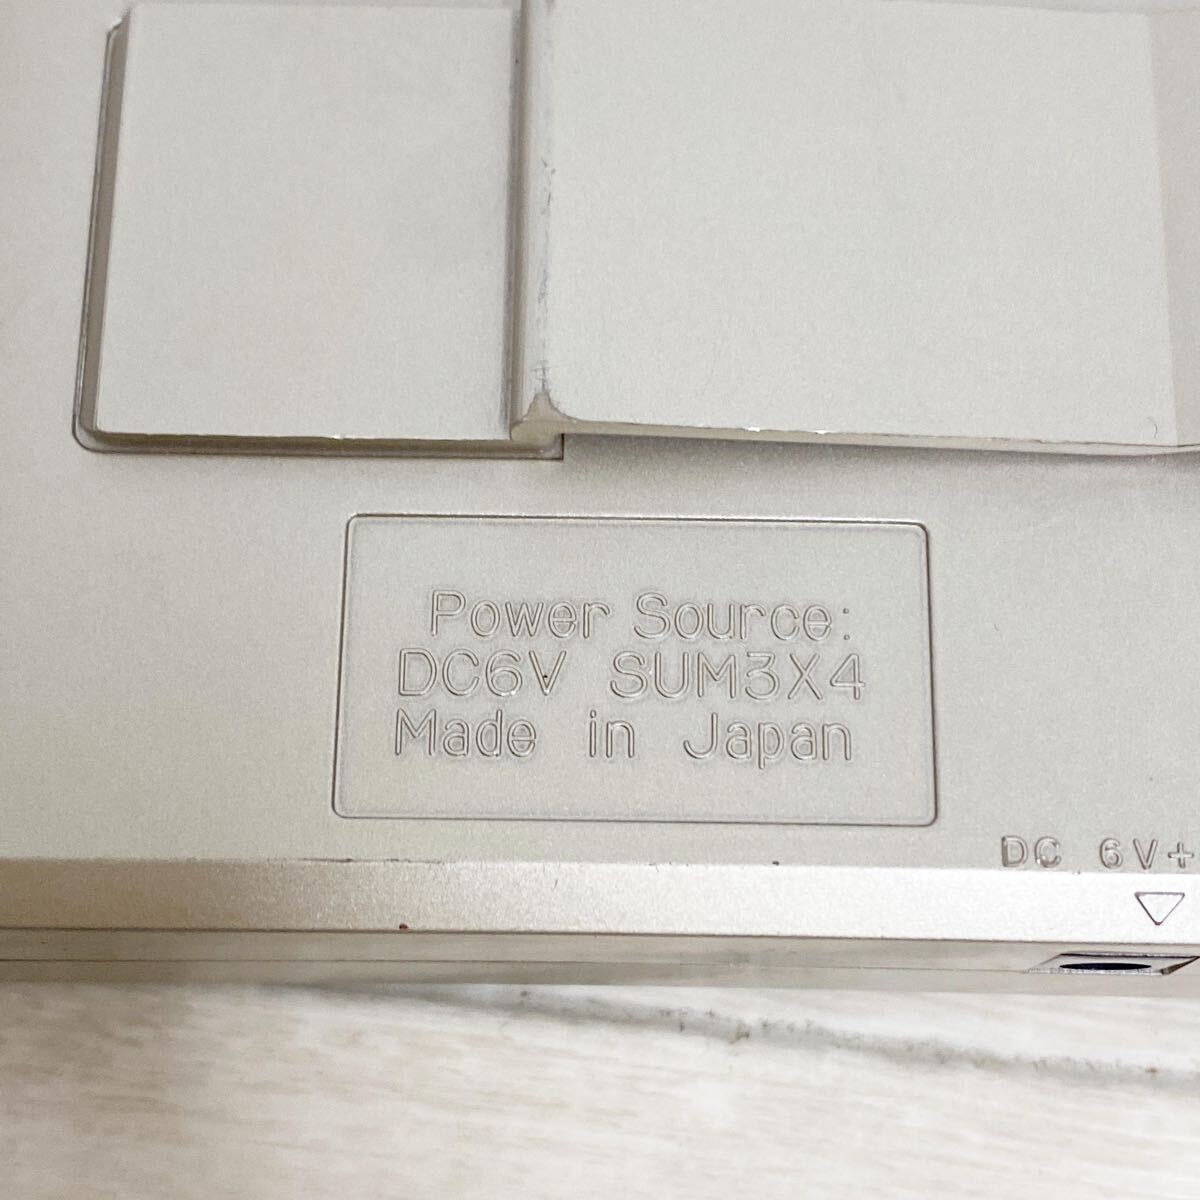 Power Source:
DC6V SUM3X4
Made in Japan
DC 6V+